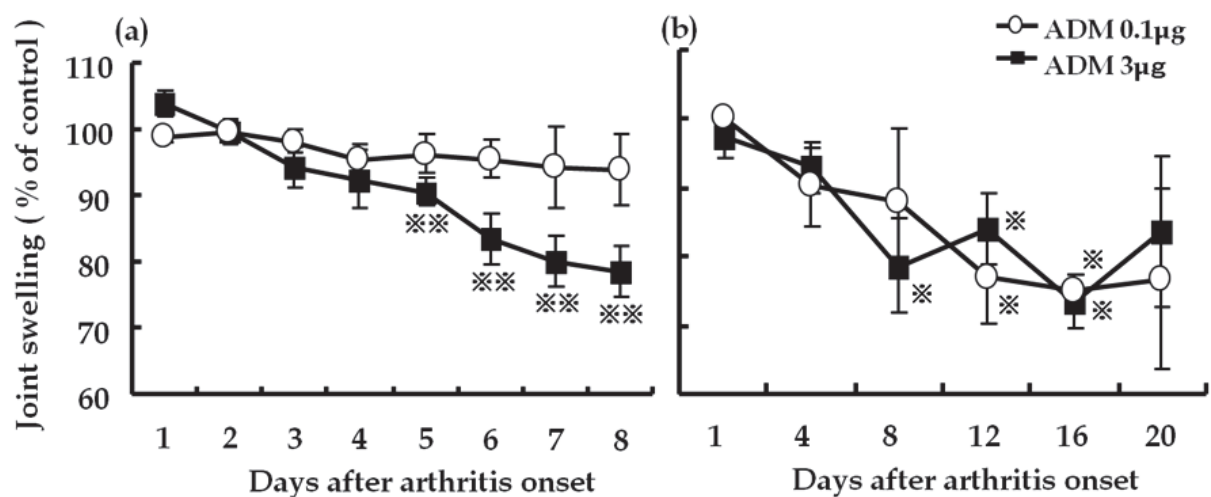 (a)
(b)
ADM 0.1µg
ADM 3µg
Joint swelling ( % of control )
110
100
90
80
70
60
※※
※※
※※
※※
※
※
※
※
※
1 2 3 4 5 6 7 8
1 4 8 12 16 20
Days after arthritis onset
Days after arthritis onset